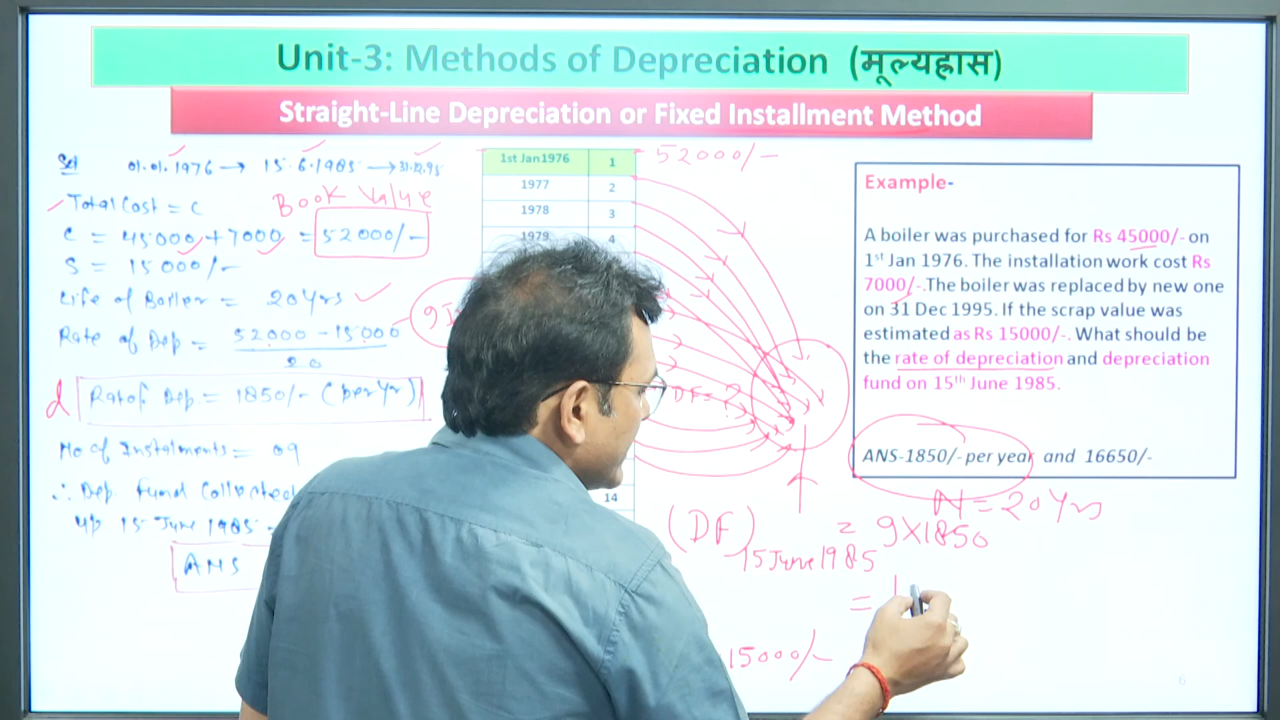 Unit-3: Methods of Depreciation (मूल्यह्रास)
Straight-Line Depreciation or Fixed Installment Method
Sol 01.01.1976 → 15.6.1985 → 31.12.95
Total Cost = C
Book Value
C = 45000 + 7000 = 52000/-
S = 15000/-
Life of Boiler = 20 Yrs
Rate of Dep = 52000 - 15000
20
d Rate of Dep. = 1850/- (per yr)
No of Instalments = 09
∴ Dep. fund Collected
up 15 June 1985 =
ANS
1st Jan1976 1
1977 2
1978 3
1979 4
14
52000/-
9 I
DF = ?
(DF) 15 June 1985 = 9X1850
=
15000/-
Example-
A boiler was purchased for Rs 45000/- on
1st Jan 1976. The installation work cost Rs
7000/-.The boiler was replaced by new one
on 31 Dec 1995. If the scrap value was
estimated as Rs 15000/-. What should be
the rate of depreciation and depreciation
fund on 15th June 1985.
ANS-1850/- per year and 16650/-
N = 20 Yrs
6